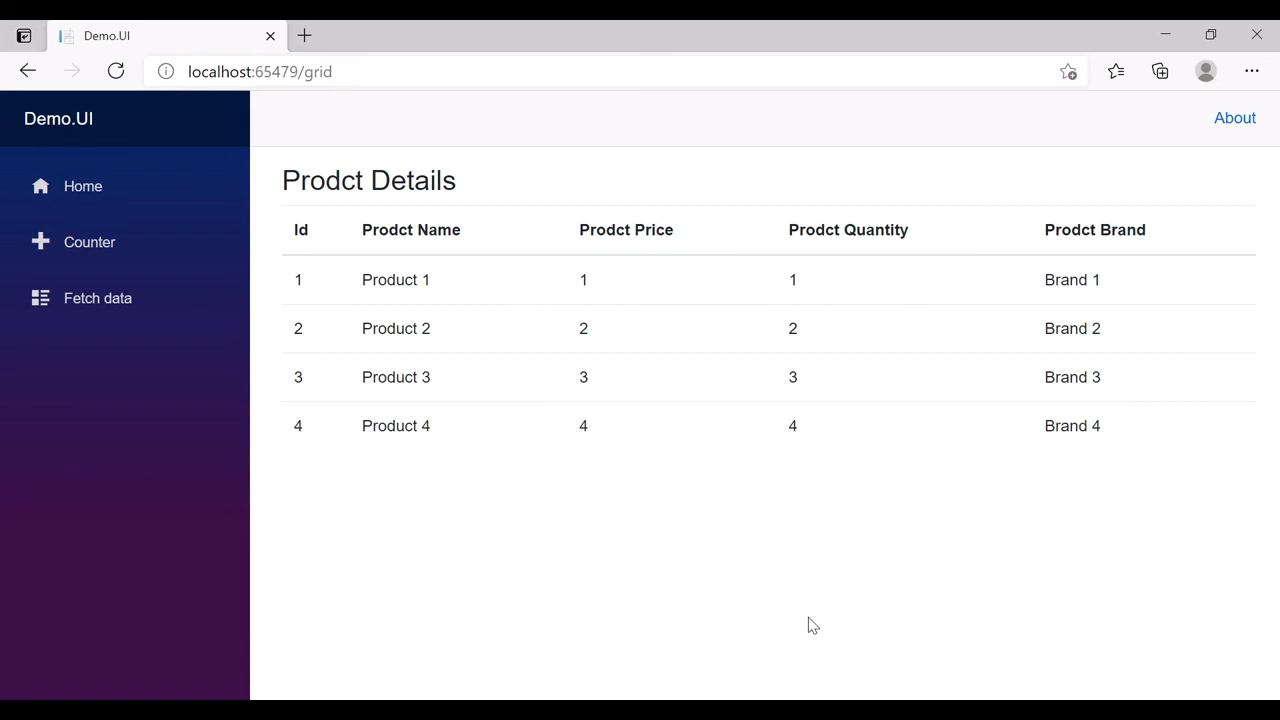 Demo.UI
localhost:65479/grid
Demo.UI
About
Home
Counter
Fetch data
Prodct Details
Id Prodct Name Prodct Price Prodct Quantity Prodct Brand
1 Product 1 1 1 Brand 1
2 Product 2 2 2 Brand 2
3 Product 3 3 3 Brand 3
4 Product 4 4 4 Brand 4